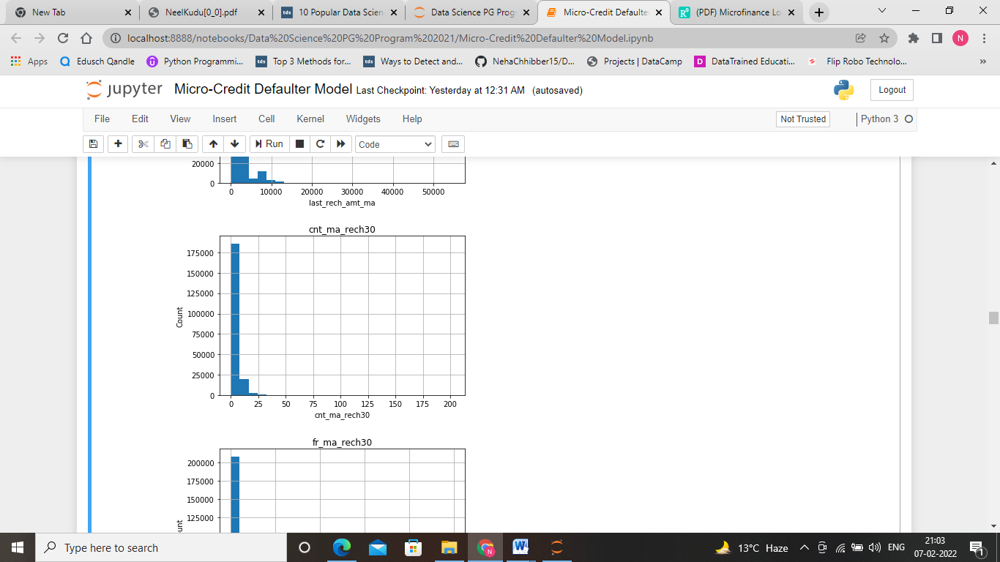 New Tab
NeelKudu[0_0].pdf
10 Popular Data Scien
Data Science PG Prog
Micro-Credit Defaulte
(PDF) Microfinance Lo
localhost:8888/notebooks/Data%20Science%20PG%20Program%202021/Micro-Credit%20Defaulter%20Model.ipynb
N
Apps
Edusch Qandle
Python Programmi...
tds Top 3 Methods for...
tds Ways to Detect and...
NehaChhibber15/D...
Projects | DataCamp
D DataTrained Educati...
Flip Robo Technolo...
»
jupyter Micro-Credit Defaulter Model Last Checkpoint: Yesterday at 12:31 AM (autosaved)
Logout
File Edit View Insert Cell Kernel Widgets Help
Not Trusted
Python 3
Run
Code
20000
0
0 10000 20000 30000 40000 50000
last_rech_amt_ma
cnt_ma_rech30
175000
150000
125000
100000
75000
50000
25000
0
Count
0 25 50 75 100 125 150 175 200
cnt_ma_rech30
fr_ma_rech30
200000
175000
150000
125000
Type here to search
13°C Haze
ENG
21:03
07-02-2022
1